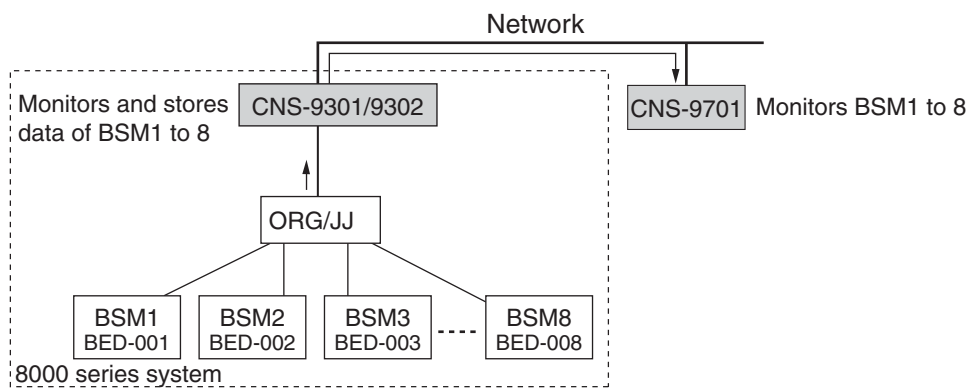 Network
Monitors and stores
data of BSM1 to 8
CNS-9301/9302
CNS-9701
Monitors BSM1 to 8
ORG/JJ
BSM1
BED-001
BSM2
BED-002
BSM3
BED-003
BSM8
BED-008
8000 series system